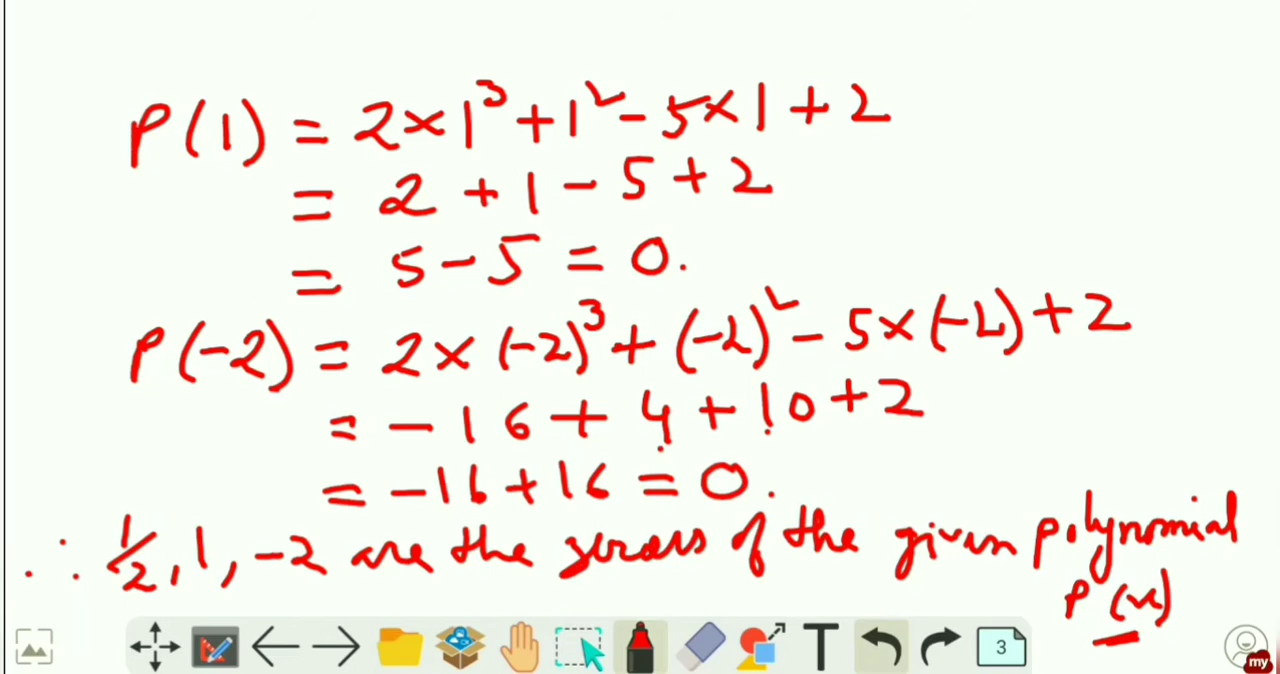 P(1) = 2×1³+1²-5×1+2
= 2+1-5+2
= 5-5=0.
P(-2) = 2×(-2)³+(-2)²-5×(-2)+2
= -16+4+10+2
= -16+16=0.
∴ 1/2, 1, -2 are the zeroes of the given polynomial
P(x)
T
3
my